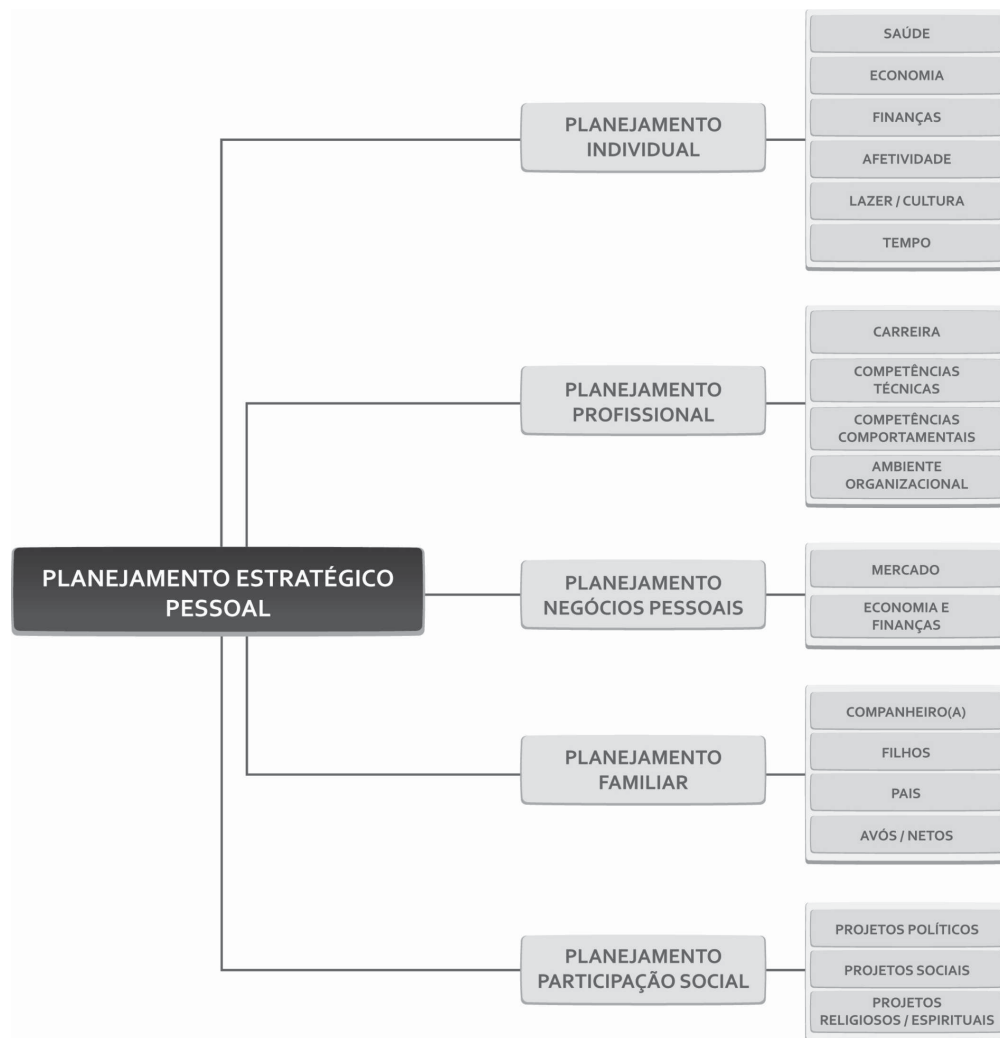 PLANEJAMENTO ESTRATÉGICO
PESSOAL
PLANEJAMENTO
INDIVIDUAL
SAÚDE
ECONOMIA
FINANÇAS
AFETIVIDADE
LAZER / CULTURA
TEMPO
PLANEJAMENTO
PROFISSIONAL
CARREIRA
COMPETÊNCIAS
TÉCNICAS
COMPETÊNCIAS
COMPORTAMENTAIS
AMBIENTE
ORGANIZACIONAL
PLANEJAMENTO
NEGÓCIOS PESSOAIS
MERCADO
ECONOMIA E
FINANÇAS
PLANEJAMENTO
FAMILIAR
COMPANHEIRO(A)
FILHOS
PAIS
AVÓS / NETOS
PLANEJAMENTO
PARTICIPAÇÃO SOCIAL
PROJETOS POLÍTICOS
PROJETOS SOCIAIS
PROJETOS
RELIGIOSOS / ESPIRITUAIS